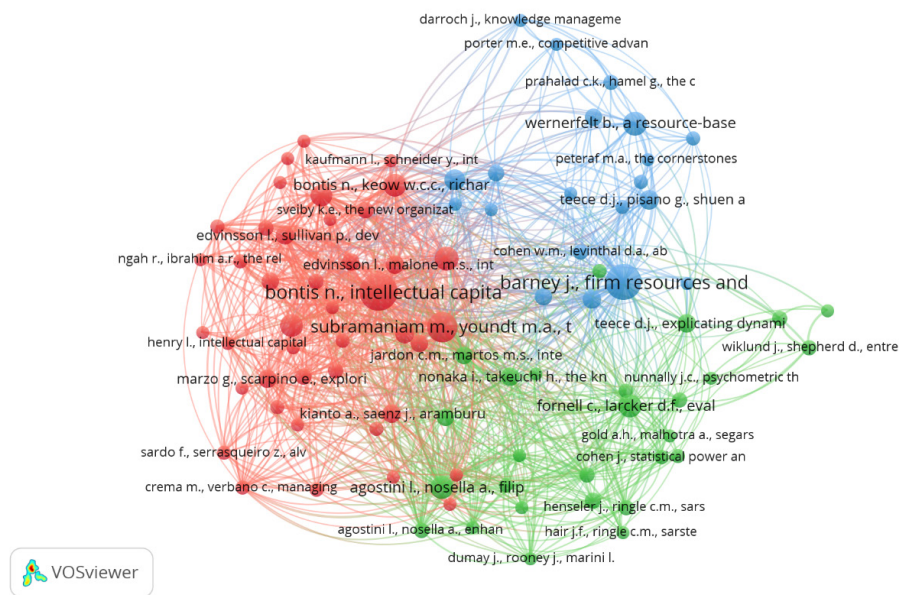 darroch j., knowledge manageme
porter m.e., competitive advan
prahalad c.k., hamel g., the c
wernerfelt b., a resource-base
kaufmann l., schneider y., int
peteraf m.a., the cornerstones
bontis n., keow w.c.c., richar
teece d.j., pisano g., shuen a
sveiby k.e., the new organizat
edvinsson l., sullivan p., dev
cohen w.m., levinthal d.a., ab
ngah r., ibrahim a.r., the rel
edvinsson l., malone m.s., int
barney j., firm resources and
bontis n., intellectual capita
teece d.j., explicating dynami
subramaniam m., youndt m.a., t
henry l., intellectual capital
wiklund j., shepherd d., entre
jardon c.m., martos m.s., inte
marzo g., scarpino e., explori
nonaka i., takeuchi h., the kn
nunnally j.c., psychometric th
fornell c., larcker d.f., eval
kianto a., saenz j., aramburu
gold a.h., malhotra a., segars
sardo f., serrasqueiro z., alv
cohen j., statistical power an
crema m., verbano c., managing
agostini l., nosella a., filip
henseler j., ringle c.m., sars
agostini l., nosella a., enhan
hair j.f., ringle c.m., sarste
dumay j., rooney j., marini l.
VOSviewer